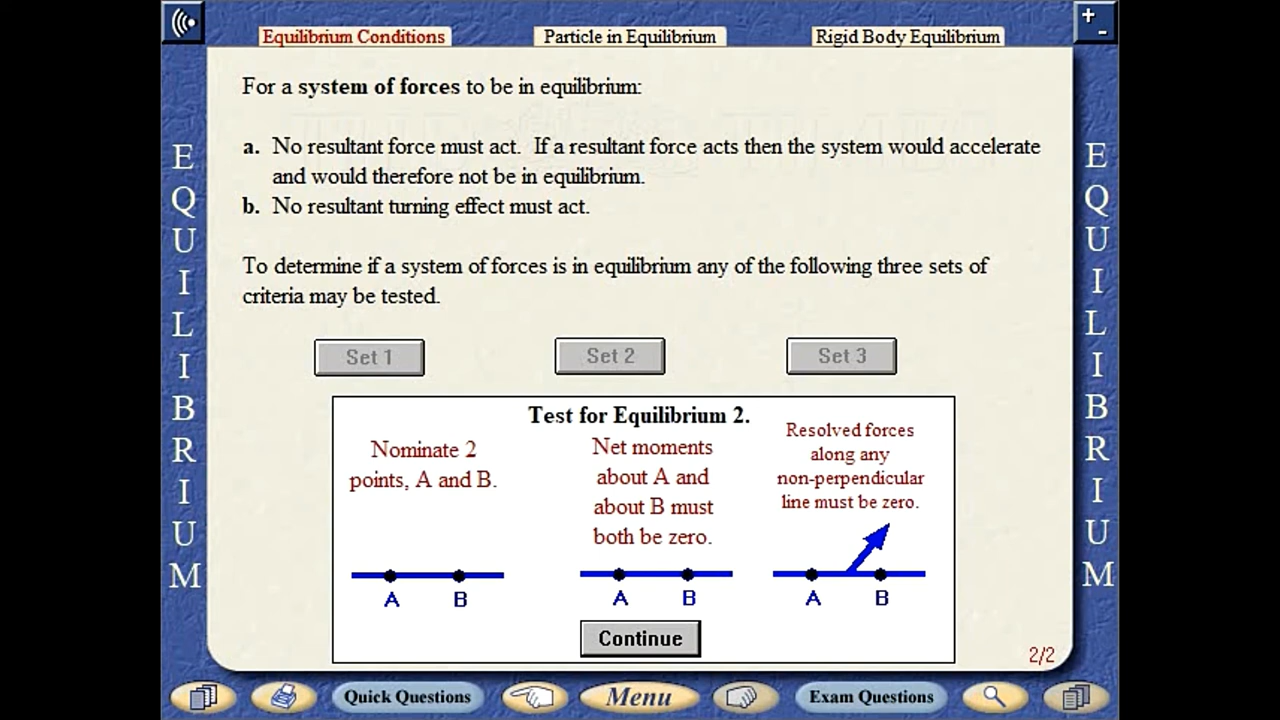 Equilibrium Conditions
Particle in Equilibrium
Rigid Body Equilibrium
+
-
For a system of forces to be in equilibrium:
a. No resultant force must act. If a resultant force acts then the system would accelerate
and would therefore not be in equilibrium.
b. No resultant turning effect must act.
To determine if a system of forces is in equilibrium any of the following three sets of
criteria may be tested.
Set 1
Set 2
Set 3
Test for Equilibrium 2.
Nominate 2
points, A and B.
A B
Net moments
about A and
about B must
both be zero.
A B
Resolved forces
along any
non-perpendicular
line must be zero.
A B
Continue
2/2
EQUILIBRIUM
EQUILIBRIUM
Quick Questions
Menu
Exam Questions